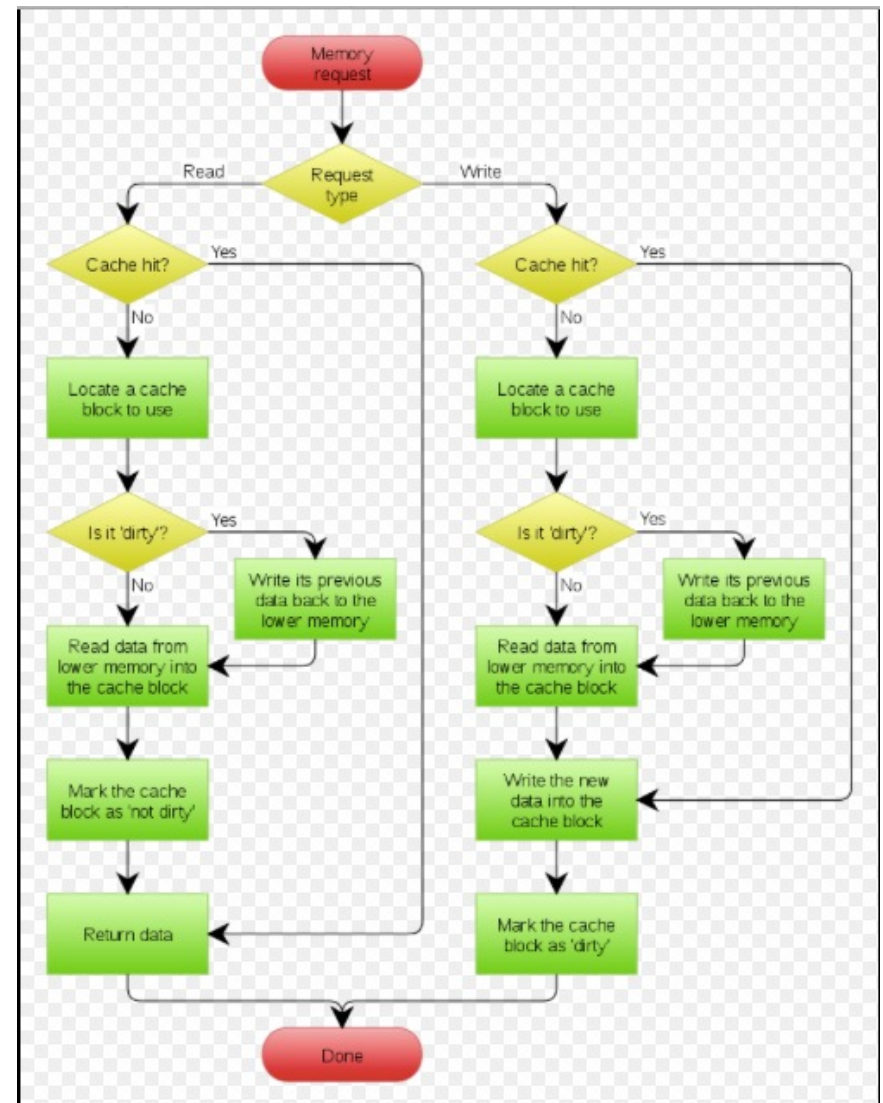 Memory
request
Request
type
Read
Write
Cache hit?
Yes
No
Cache hit?
Yes
No
Locate a cache
block to use
Locate a cache
block to use
Is it 'dirty'?
Yes
No
Is it 'dirty'?
Yes
No
Write its previous
data back to the
lower memory
Write its previous
data back to the
lower memory
Read data from
lower memory into
the cache block
Read data from
lower memory into
the cache block
Mark the cache
block as 'not dirty'
Write the new
data into the
cache block
Return data
Mark the cache
block as 'dirty'
Done